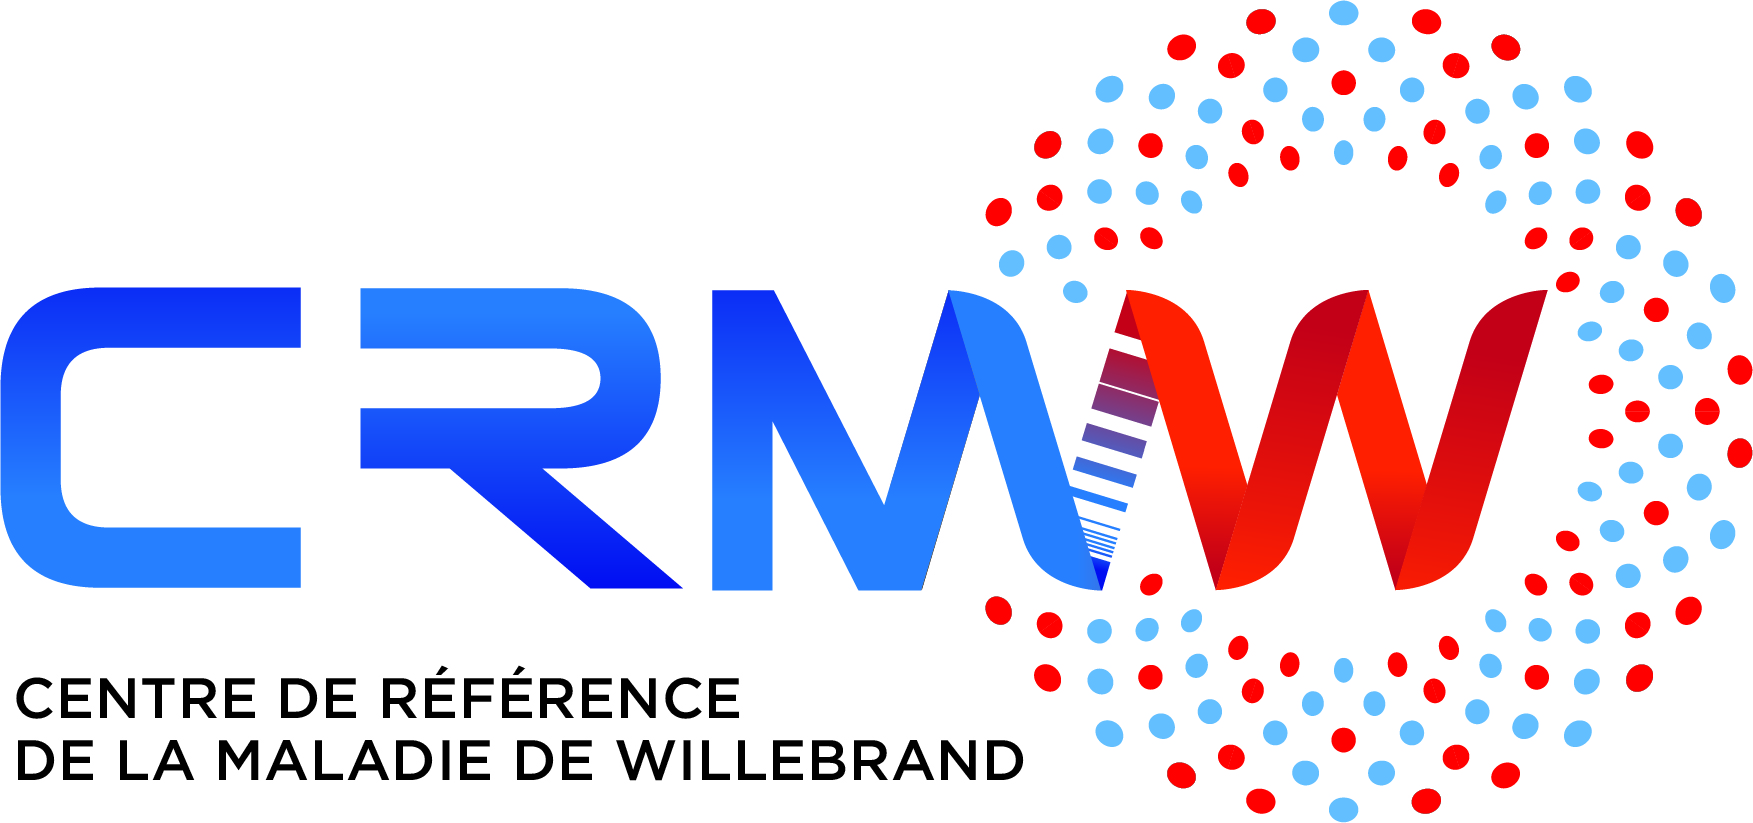 CRMW
CENTRE DE RÉFÉRENCE
DE LA MALADIE DE WILLEBRAND